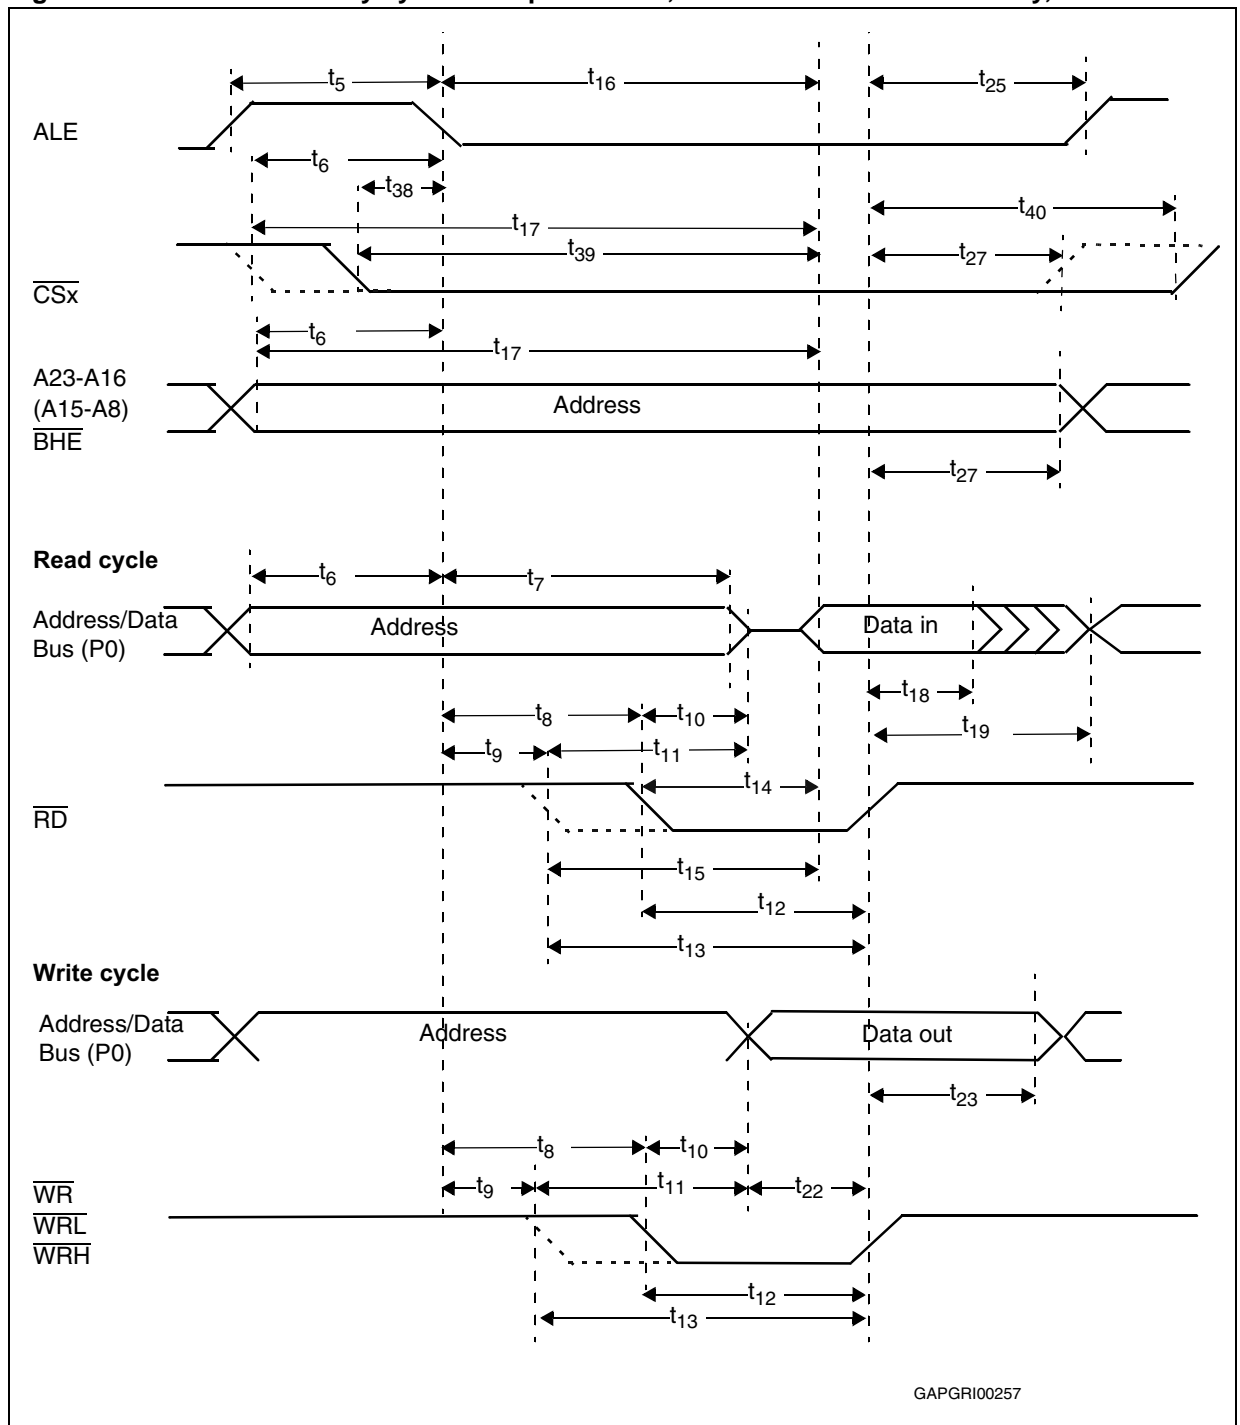 t5 t16 t25
ALE
t6
t38
t40
t17
t39 t27
CSx
t6
t17
A23-A16
(A15-A8)
BHE
Address
t27
Read cycle
t6 t7
Address/Data
Bus (P0)
Address Data in
t18
t8 t10
t19
t9 t11
t14
RD
t15
t12
t13
Write cycle
Address/Data
Bus (P0)
Address Data out
t23
t8 t10
t9 t11 t22
WR
WRL
WRH
t12
t13
GAPGRI00257